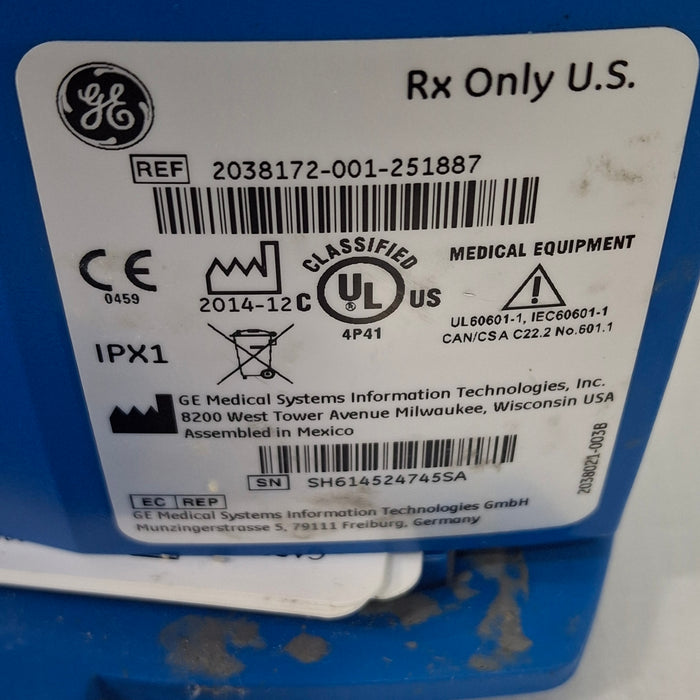 GE
Rx Only U.S.
REF 2038172-001-251887
CE
0459
2014-12
CLASSIFIED
C UL US
®
4P41
MEDICAL EQUIPMENT
UL60601-1, IEC60601-1
CAN/CSA C22.2 No.601.1
IPX1
GE Medical Systems Information Technologies, Inc.
8200 West Tower Avenue Milwaukee, Wisconsin USA
Assembled in Mexico
SN SH614524745SA
2038021-003B
EC REP
GE Medical Systems Information Technologies GmbH
Munzingerstrasse 5, 79111 Freiburg, Germany